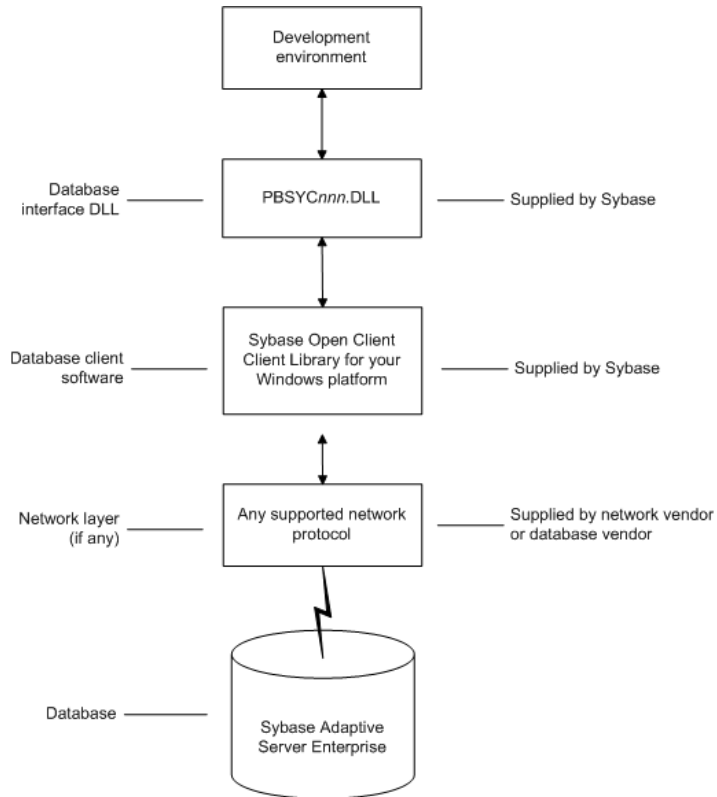 Development
environment
Database
interface DLL
PBSYCnnn.DLL
Supplied by Sybase
Database client
software
Sybase Open Client
Client Library for your
Windows platform
Supplied by Sybase
Network layer
(if any)
Any supported network
protocol
Supplied by network vendor
or database vendor
Database
Sybase Adaptive
Server Enterprise